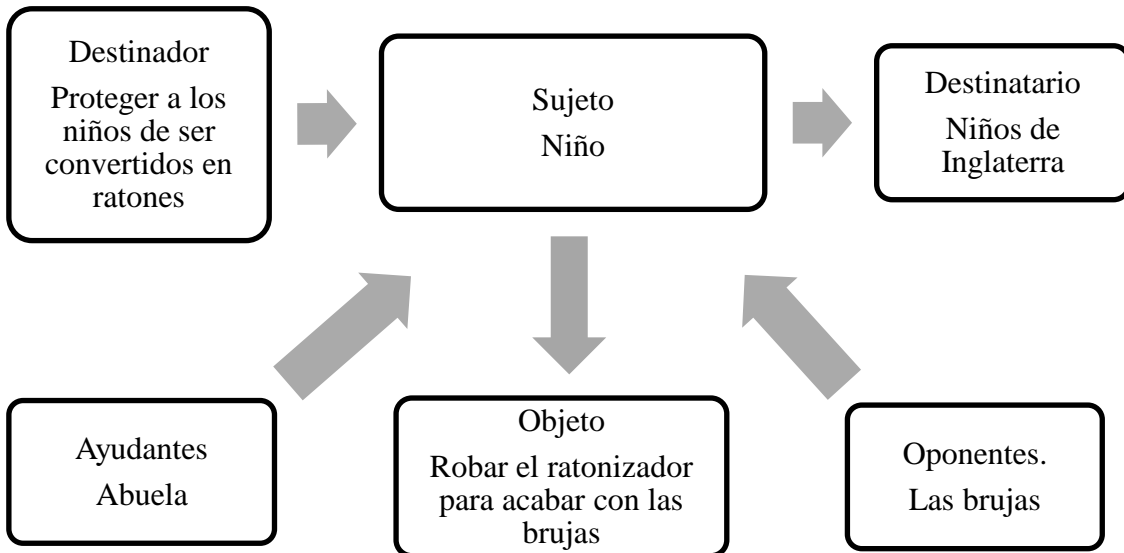 Destinador
Proteger a los
niños de ser
convertidos en
ratones
Sujeto
Niño
Destinatario
Niños de
Inglaterra
Ayudantes
Abuela
Objeto
Robar el ratonizador
para acabar con las
brujas
Oponentes.
Las brujas